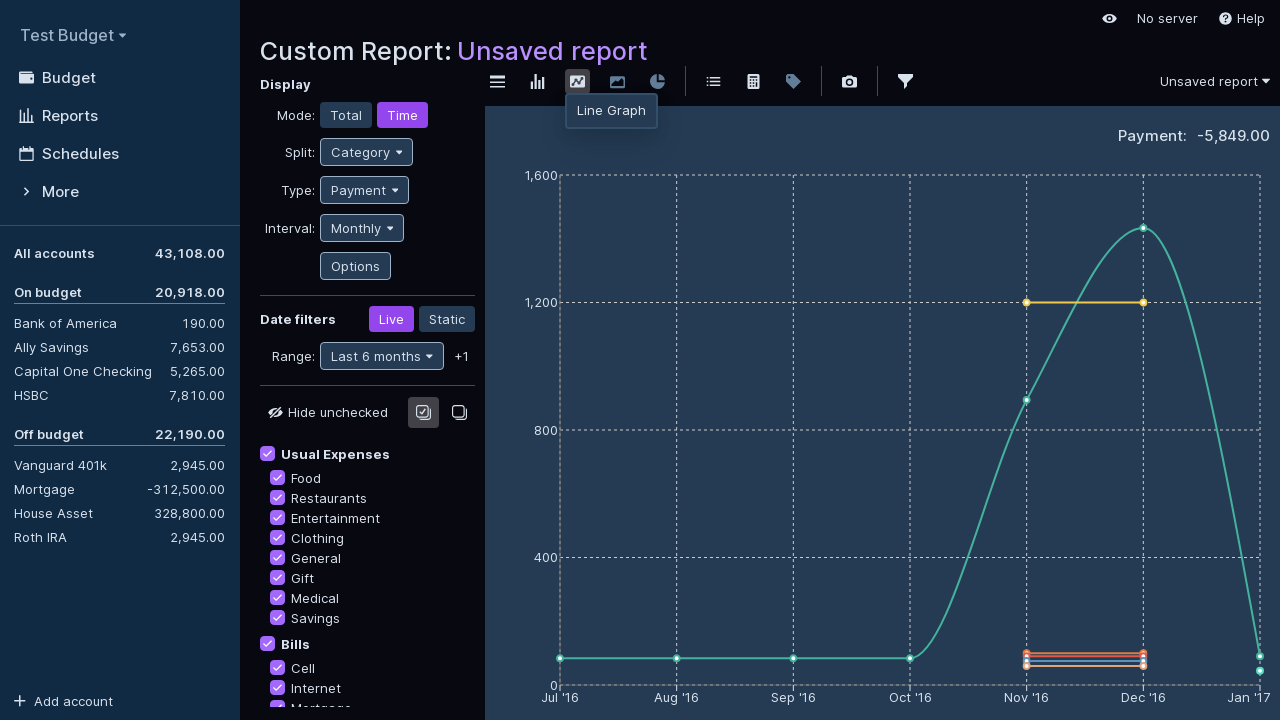 Test Budget
Budget
Reports
Schedules
More
All accounts 43,108.00
On budget 20,918.00
Bank of America 190.00
Ally Savings 7,653.00
Capital One Checking 5,265.00
HSBC 7,810.00
Off budget 22,190.00
Vanguard 401k 2,945.00
Mortgage -312,500.00
House Asset 328,800.00
Roth IRA 2,945.00
Add account
No server Help
Custom Report: Unsaved report
Display
Mode: Total Time
Split: Category
Type: Payment
Interval: Monthly
Options
Date filters Live Static
Range: Last 6 months +1
Hide unchecked
Usual Expenses
Food
Restaurants
Entertainment
Clothing
General
Gift
Medical
Savings
Bills
Cell
Internet
Mortgage
Unsaved report
Line Graph
Payment: -5,849.00
1,600
1,200
800
400
0
Jul '16 Aug '16 Sep '16 Oct '16 Nov '16 Dec '16 Jan '17